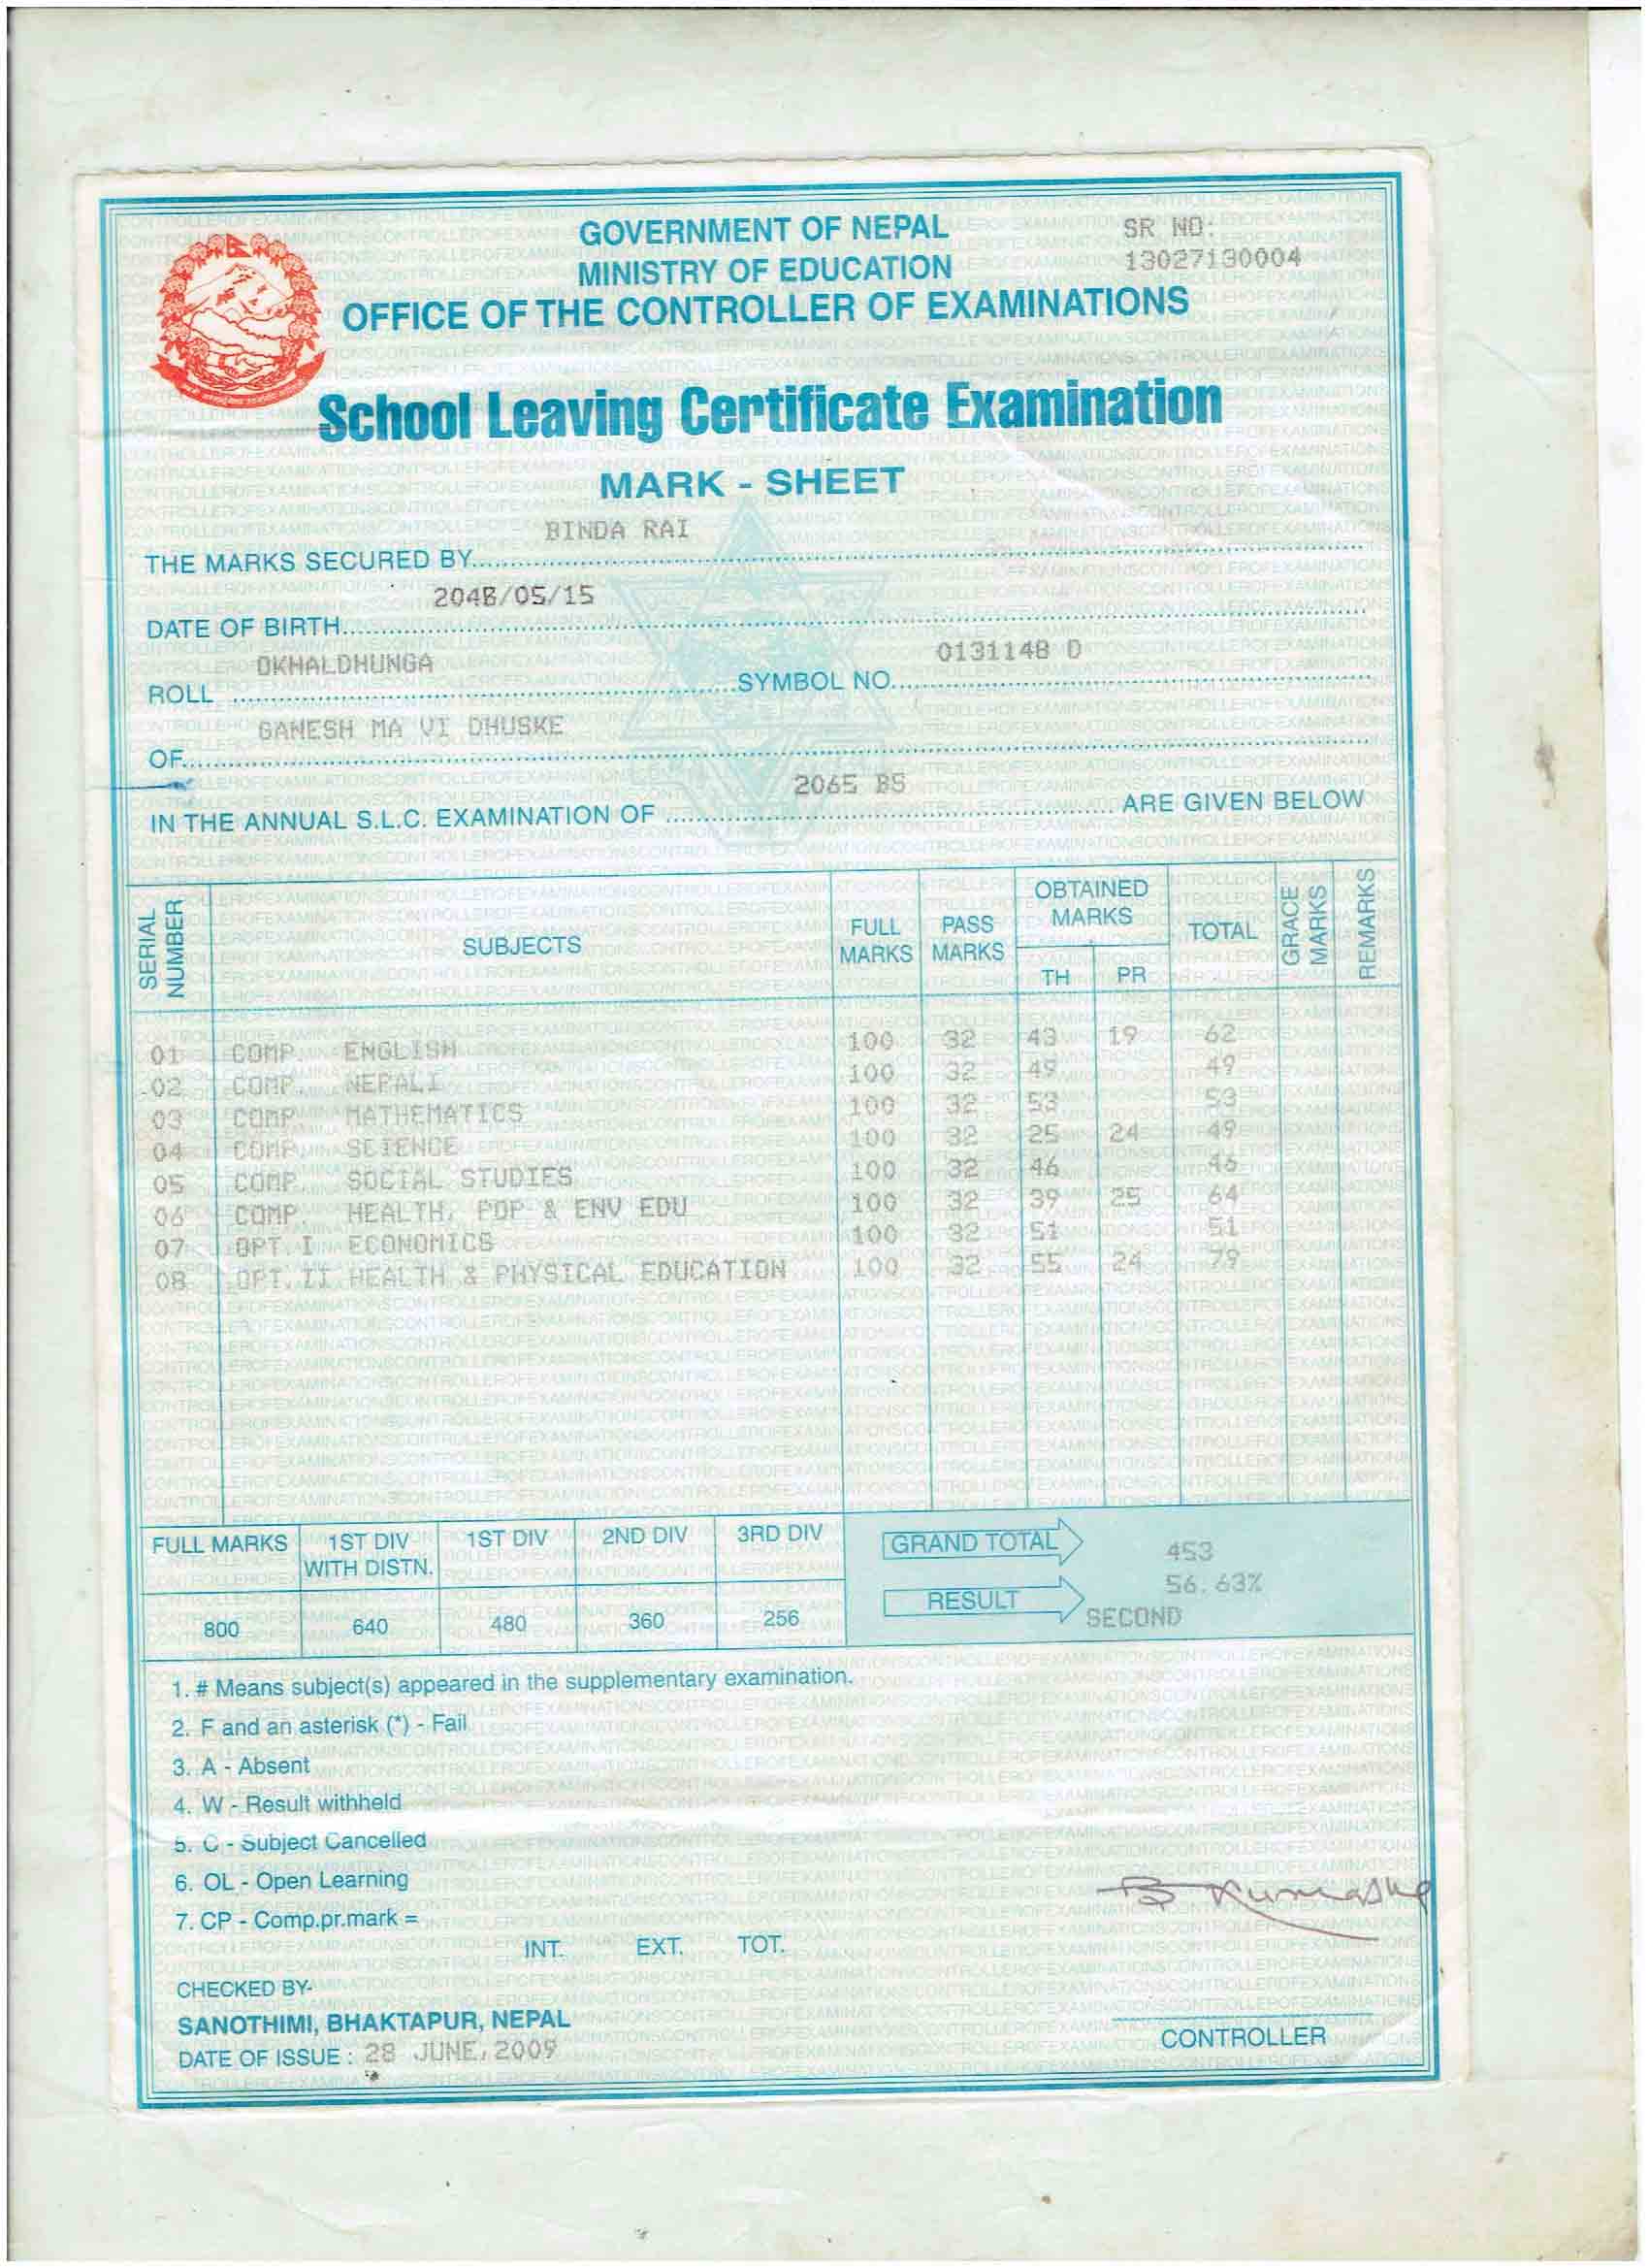 GOVERNMENT OF NEPAL
SR NO:
MINISTRY OF EDUCATION
13027130004
OFFICE OF THE CONTROLLER OF EXAMINATIONS
School Leaving Certificate Examination
MARK - SHEET
BINDA RAI
THE MARKS SECURED BY
2048/05/15
DATE OF BIRTH
OKHALDHUNGA 0131148 D
ROLL SYMBOL NO.
GANESH MA VI DHUSKE
OF
2065 BS
IN THE ANNUAL S.L.C. EXAMINATION OF ARE GIVEN BELOW
SERIAL NUMBER SUBJECTS FULL MARKS PASS MARKS OBTAINED MARKS TOTAL GRACE MARKS REMARKS
TH PR
01 COMP. ENGLISH 100 32 43 19 62
02 COMP. NEPALI 100 32 49 49
03 COMP. MATHEMATICS 100 32 53 53
04 COMP. SCIENCE 100 32 25 24 49
05 COMP. SOCIAL STUDIES 100 32 46 46
06 COMP. HEALTH, POP & ENV EDU 100 32 39 25 64
07 OPT.I ECONOMICS 100 32 51 51
08 OPT.II HEALTH & PHYSICAL EDUCATION 100 32 55 24 79
FULL MARKS 1ST DIV WITH DISTN. 1ST DIV 2ND DIV 3RD DIV
800 640 480 360 256
GRAND TOTAL 453
56.63%
RESULT SECOND
1. # Means subject(s) appeared in the supplementary examination.
2. F and an asterisk (*) - Fail
3. A - Absent
4. W - Result withheld
5. C - Subject Cancelled
6. OL - Open Learning
7. CP - Comp.pr.mark =
INT. EXT. TOT.
CHECKED BY-
SANOTHIMI, BHAKTAPUR, NEPAL
DATE OF ISSUE : 28 JUNE, 2009
CONTROLLER